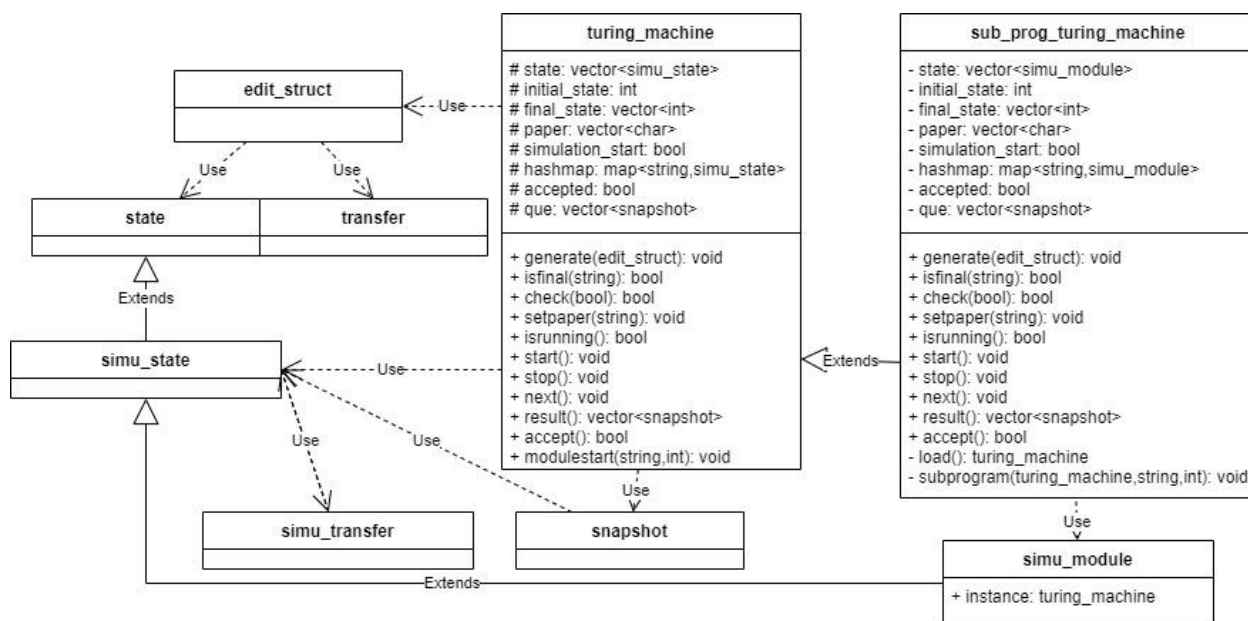 turing_machine
# state: vector<simu_state>
# initial_state: int
# final_state: vector<int>
# paper: vector<char>
# simulation_start: bool
# hashmap: map<string,simu_state>
# accepted: bool
# que: vector<snapshot>
+ generate(edit_struct): void
+ isfinal(string): bool
+ check(bool): bool
+ setpaper(string): void
+ isrunning(): bool
+ start(): void
+ stop(): void
+ next(): void
+ result(): vector<snapshot>
+ accept(): bool
+ modulestart(string,int): void
sub_prog_turing_machine
- state: vector<simu_module>
- initial_state: int
- final_state: vector<int>
- paper: vector<char>
- simulation_start: bool
- hashmap: map<string,simu_module>
- accepted: bool
- que: vector<snapshot>
+ generate(edit_struct): void
+ isfinal(string): bool
+ check(bool): bool
+ setpaper(string): void
+ isrunning(): bool
+ start(): void
+ stop(): void
+ next(): void
+ result(): vector<snapshot>
+ accept(): bool
- load(): turing_machine
- subprogram(turing_machine,string,int): void
edit_struct
Use
Use
Use
state
transfer
Extends
simu_state
Use
Extends
Use
Use
Use
Use
simu_transfer
snapshot
simu_module
+ instance: turing_machine
Extends